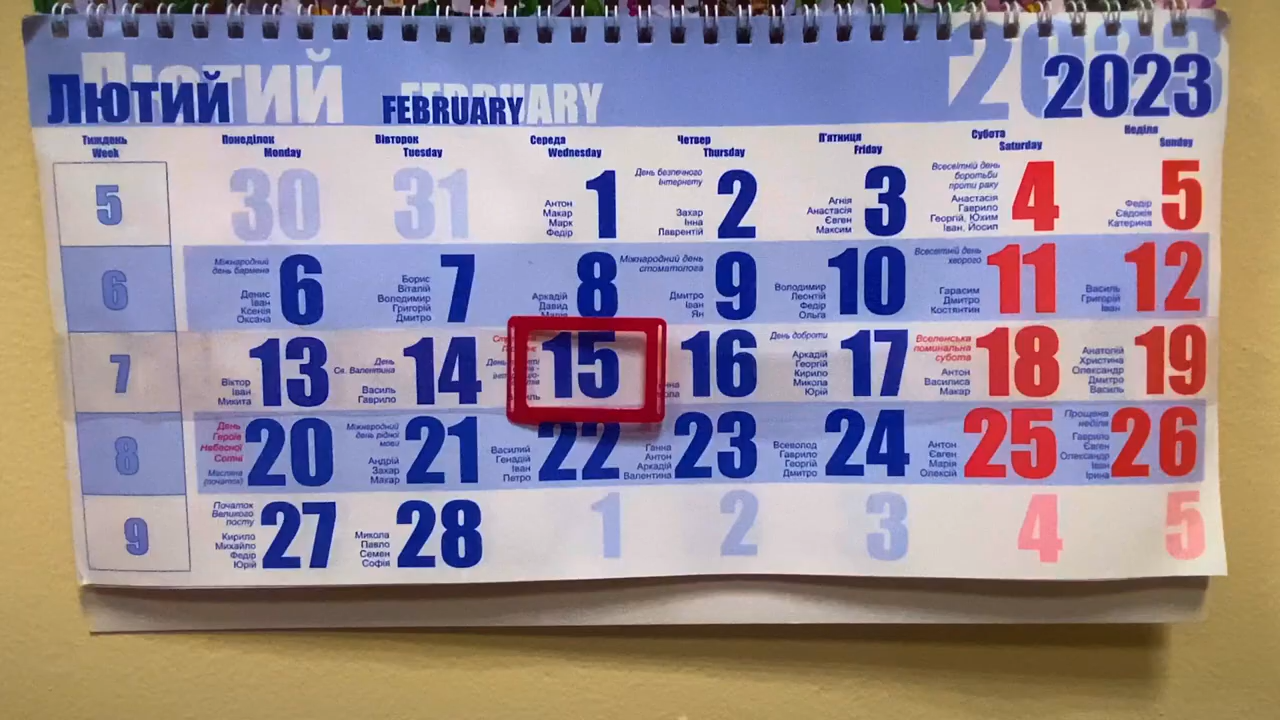 Лютий FEBRUARY 2023
Тиждень Понеділок Вівторок Середа Четвер П'ятниця Субота Неділя
Week Monday Tuesday Wednesday Thursday Friday Saturday Sunday
5
30
31
Антон
Макар
Марк
Федір
1
День безпечного
Інтернету
Захар
Інна
Лаврентій
2
Агнія
Анастасія
Євген
Максим
3
Всесвітній день
боротьби
проти раку
Анастасія
Гаврило
Георгій, Юхим
Іван, Йосип
4
Федір
Євдокія
Катерина
5
6
Міжнародний
день бармена
Денис
Іван
Ксенія
Оксана
6
Борис
Віталій
Володимир
Григорій
Дмитро
7
Аркадій
Давид
8
Міжнародний день
стоматолога
Дмитро
Іван
Ян
9
Володимир
Леонтій
Федір
Ольга
10
Всесвітній день
хворого
Гарасим
Дмитро
Костянтин
11
Василь
Григорій
Іван
12
7
Віктор
Іван
Микита
13
День
Св. Валентина
Василь
Гаврило
14
15
16
День доброти
Аркадій
Георгій
Кирило
Микола
Юрій
17
Вселенська
поминальна
субота
Антон
Василиса
Макар
18
Анатолій
Христина
Олександр
Дмитро
Василь
19
8
День
Героїв
Небесної
Сотні
Масляна
(початок)
20
Міжнародний
день рідної
мови
Андрій
Захар
Макар
21
Василий
Генадій
Іван
Петро
22
Ганна
Антон
Аркадій
Валентина
23
Всеволод
Гаврило
Георгій
Дмитро
24
Антон
Євген
Марія
Олексій
25
Прощена
неділя
Гаврило
Євген
Олександр
Іван
Ірина
26
9
Початок
Великого
посту
Кирило
Михайло
Федір
Юрій
27
Микола
Павло
Семен
Софія
28
1
2
3
4
5